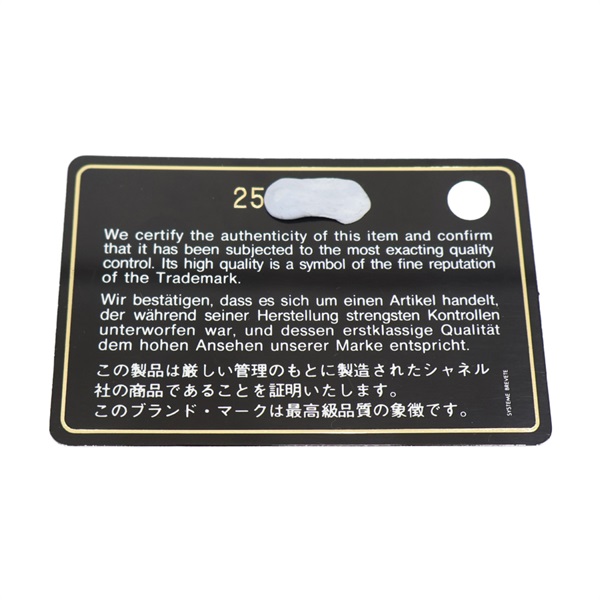 25
We certify the authenticity of this item and confirm
that it has been subjected to the most exacting quality
control. Its high quality is a symbol of the fine reputation
of the Trademark.
Wir bestätigen, dass es sich um einen Artikel handelt,
der während seiner Herstellung strengsten Kontrollen
unterworfen war, und dessen erstklassige Qualität
dem hohen Ansehen unserer Marke entspricht.
この製品は厳しい管理のもとに製造されたシャネル
社の商品であることを証明いたします。
このブランド・マークは最高級品質の象徴です。
SYSTEME BREVETE